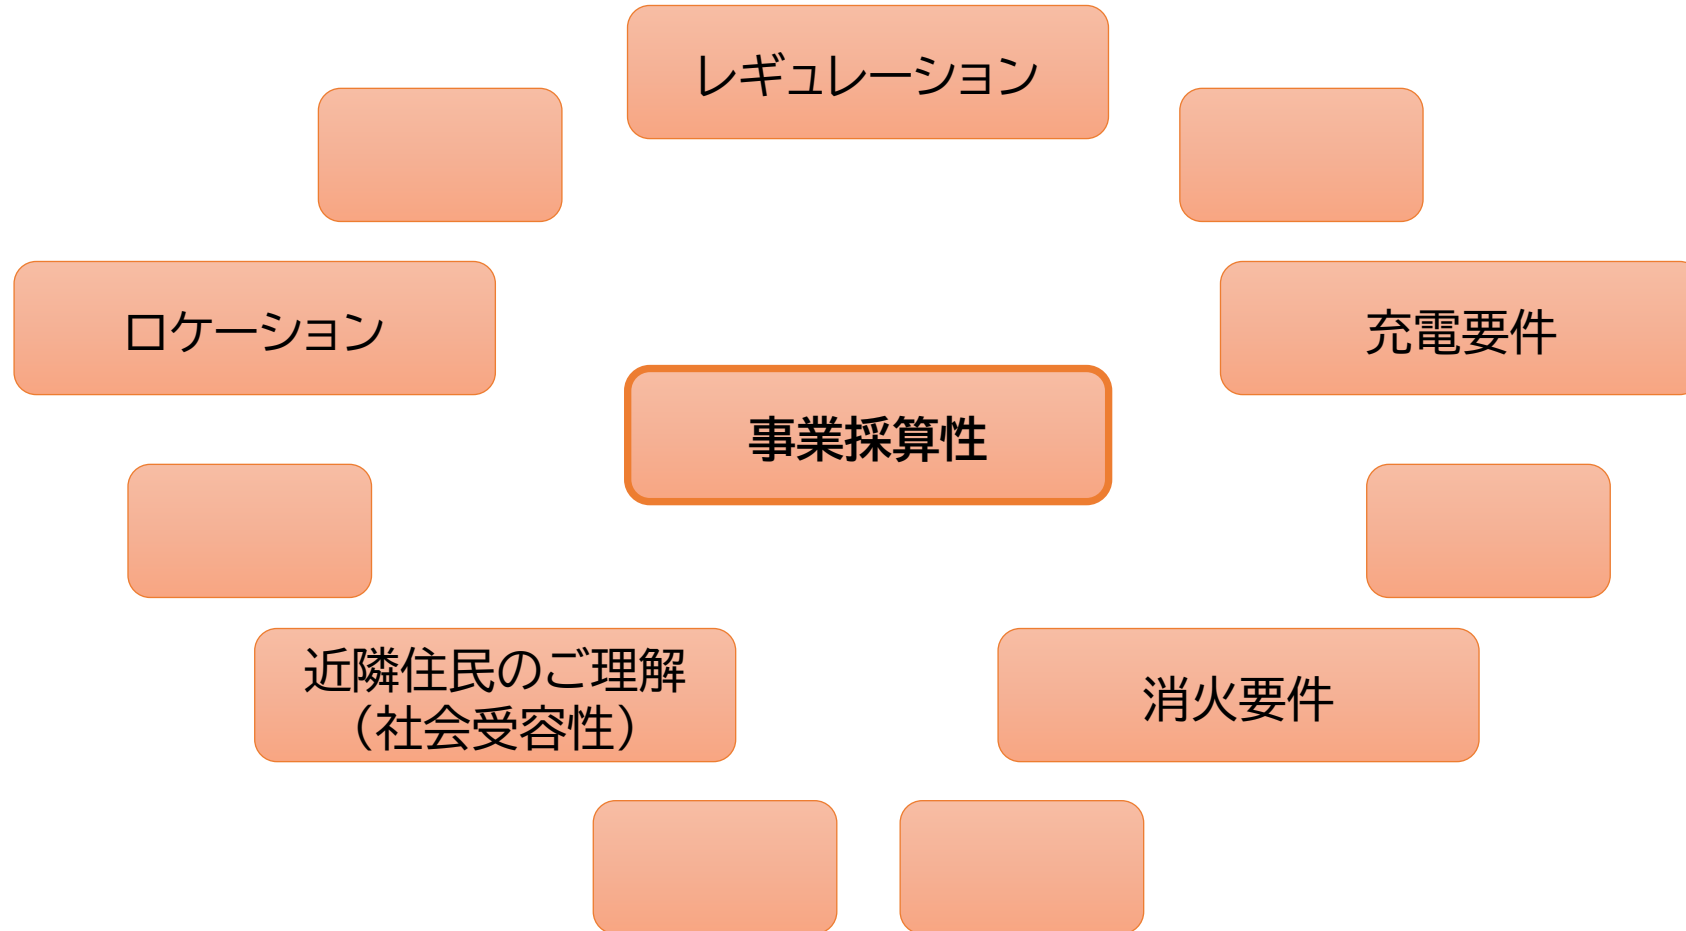 レギュレーション
ロケーション
充電要件
事業採算性
近隣住民のご理解
（社会受容性）
消火要件